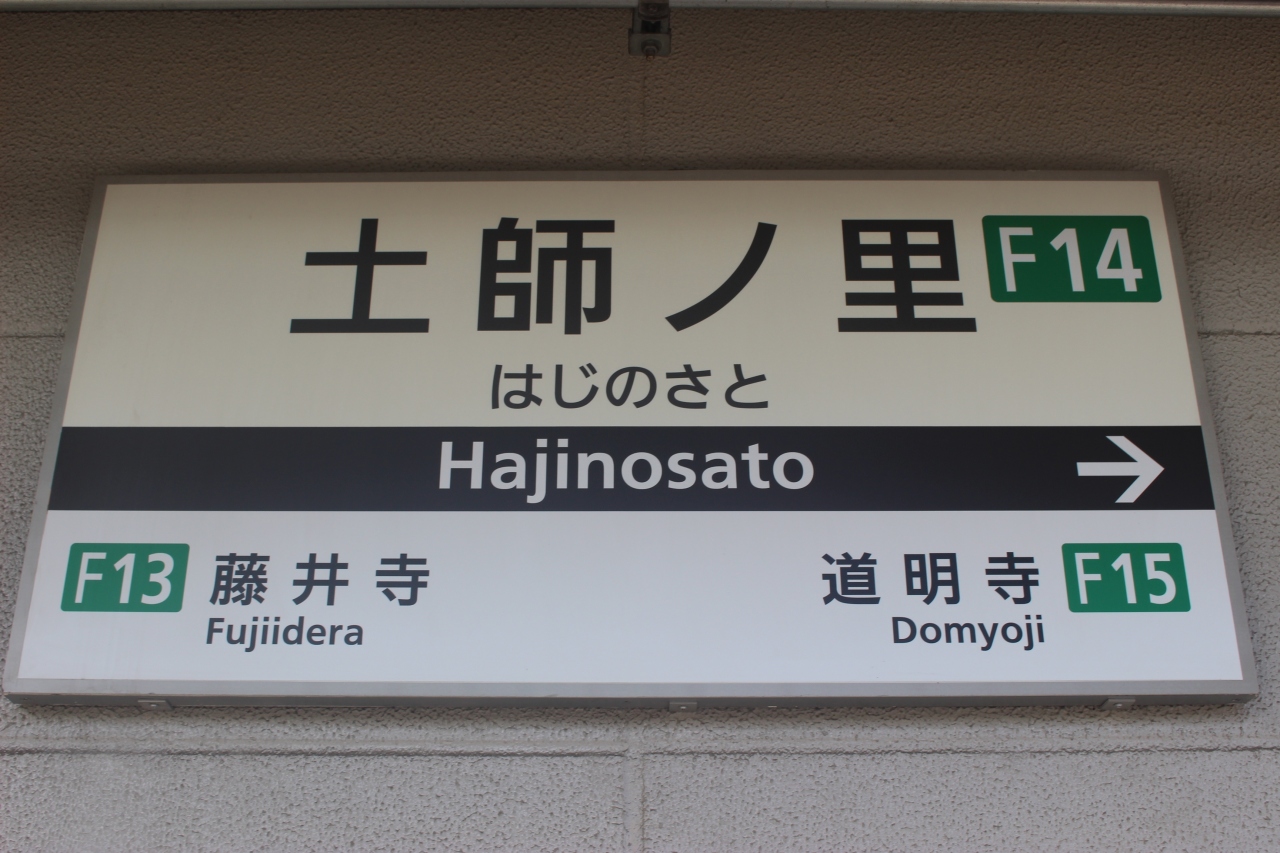 土師ノ里 F14
はじのさと
Hajinosato →
F13 藤井寺 道明寺 F15
Fujiidera Domyoji